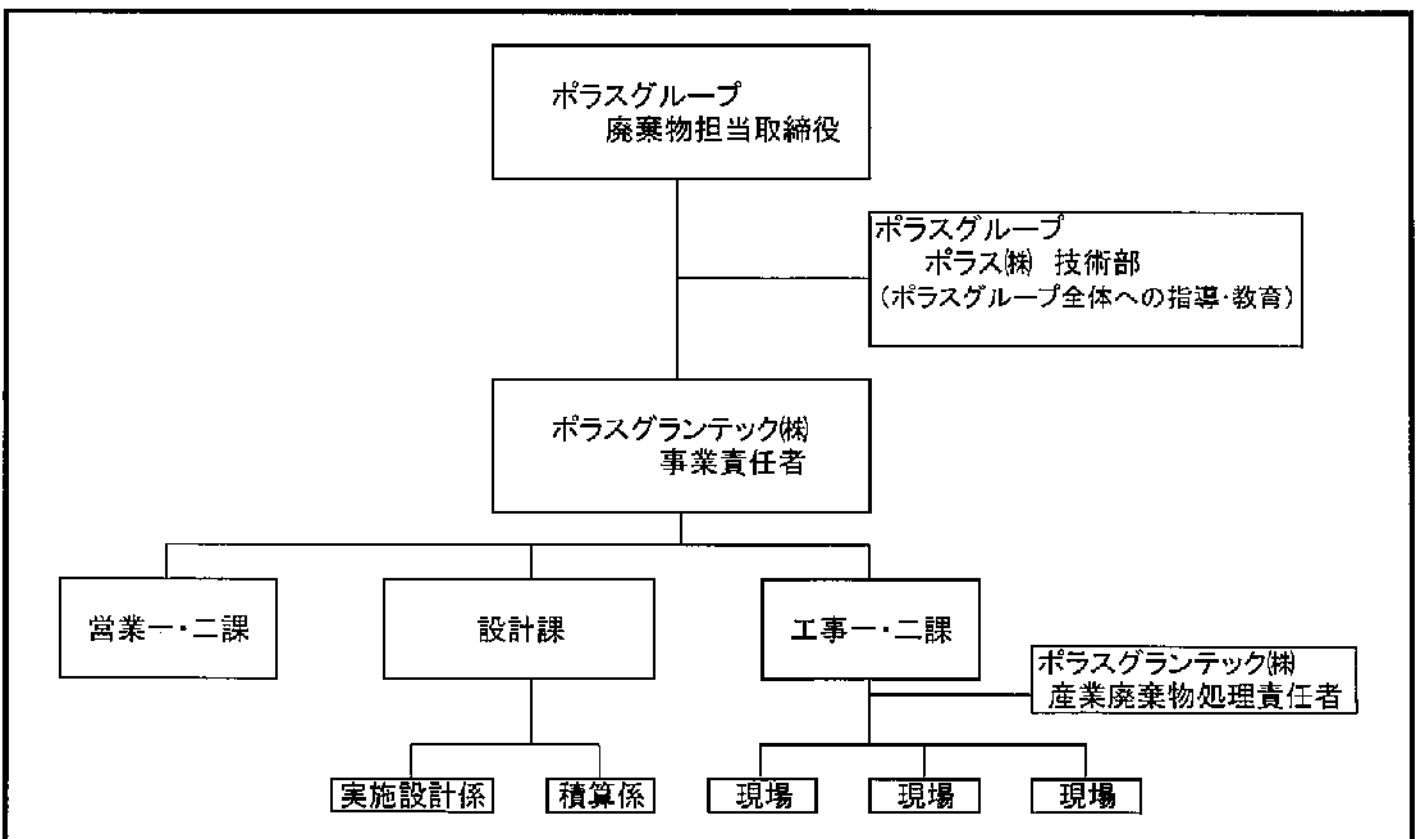 ポラスグループ
廃棄物担当取締役
ポラスグループ
ポラス㈱ 技術部
(ポラスグループ全体への指導・教育)
ポラスグランテック㈱
事業責任者
営業一・二課
設計課
工事一・二課
ポラスグランテック㈱
産業廃棄物処理責任者
実施設計係
積算係
現場
現場
現場